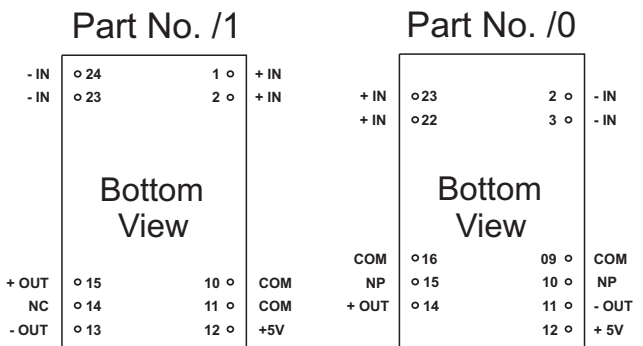 Part No. /1 Part No. /0
- IN 24 1 + IN
- IN 23 2 + IN + IN 23 2 - IN
+ IN 22 3 - IN
Bottom Bottom
View View
COM 16 09 COM
+ OUT 15 10 COM NP 15 10 NP
NC 14 11 COM + OUT 14 11 - OUT
- OUT 13 12 +5V 12 + 5V